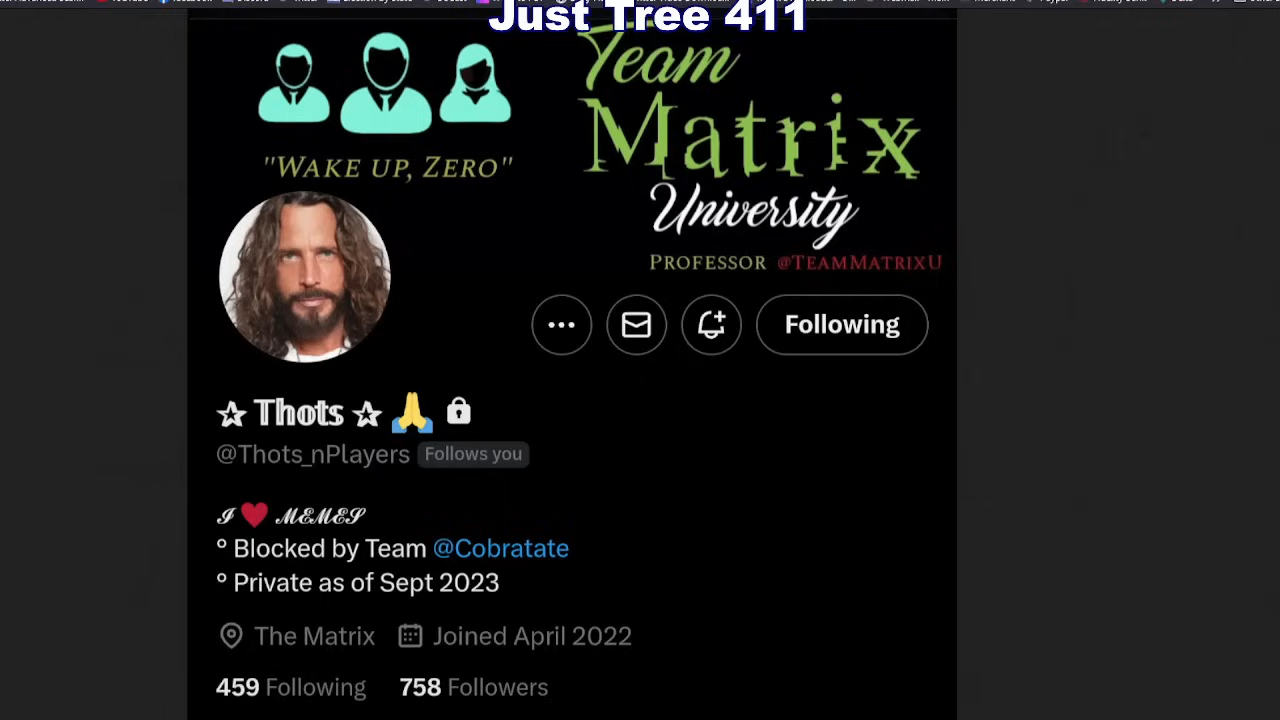 Just Tree 411
Team
Matrix
"WAKE UP, ZERO"
University
PROFESSOR @TEAMMATRIXU
Following
☆ 𝕋𝕙𝕠𝕥𝕤 ☆ 🙏 🔒
@Thots_nPlayers Follows you
𝓘 ♥ 𝓜𝓔𝓜𝓔𝓢
° Blocked by Team @Cobratate
° Private as of Sept 2023
The Matrix Joined April 2022
459 Following 758 Followers